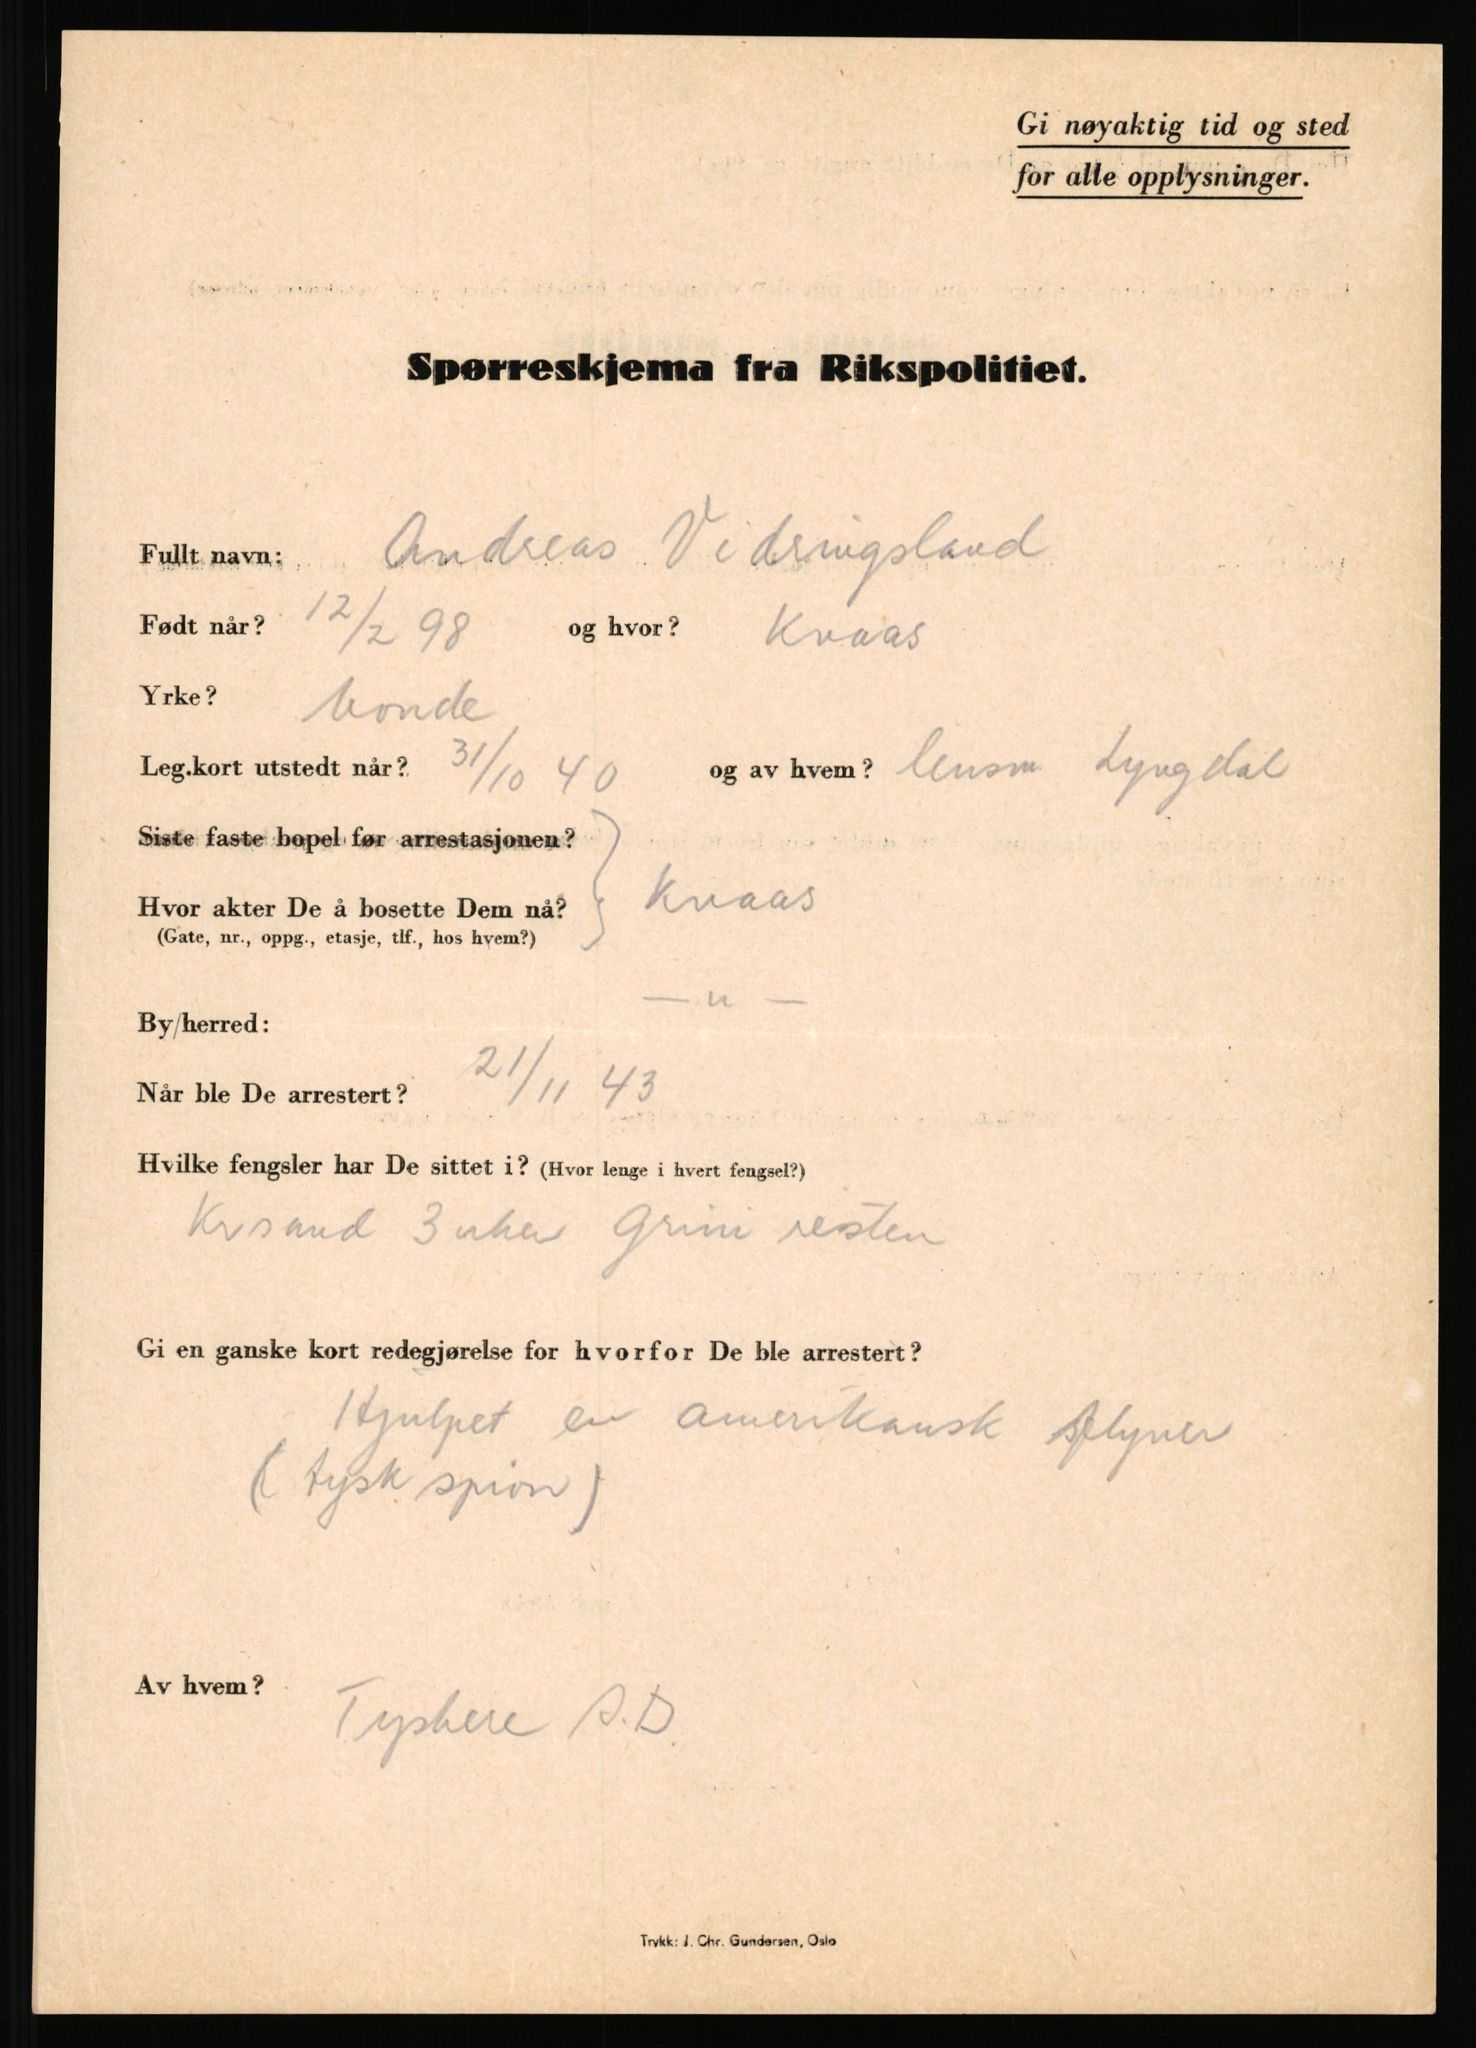 Gi nøyaktig tid og sted
for alle opplysninger.
Spørreskjema fra Rikspolitiet.
Fullt navn: Andreas Vidringsland
Født når? 12/2 98 og hvor? Kvaas
Yrke? bonde
Leg.kort utstedt når? 31/10 40 og av hvem? lensm Lyngdal
Siste faste bopel før arrestasjonen?
Hvor akter De å bosette Dem nå? Kvaas
(Gate, nr., oppg., etasje, tlf., hos hvem?)
By/herred: — " —
Når ble De arrestert? 21/11 43
Hvilke fengsler har De sittet i? (Hvor lenge i hvert fengsel?)
Krsand 3 uker Grini resten
Gi en ganske kort redegjørelse for hvorfor De ble arrestert?
Hjulpet en amerikansk flyver
(tysk spion)
Av hvem? Tyskere S.D.
Trykk: J. Chr. Gundersen, Oslo